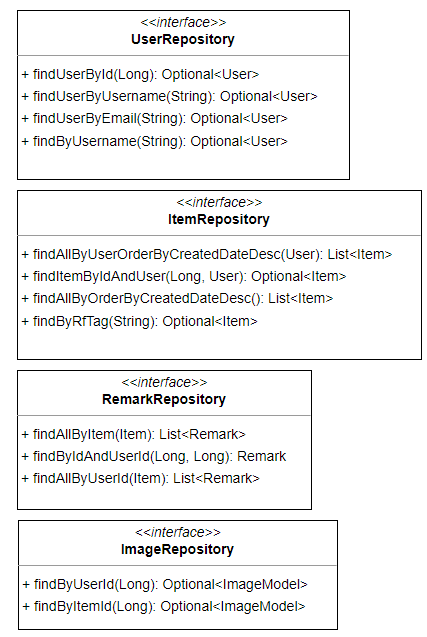 <<interface>>
UserRepository
+ findUserById(Long): Optional<User>
+ findUserByUsername(String): Optional<User>
+ findUserByEmail(String): Optional<User>
+ findByUsername(String): Optional<User>
<<interface>>
ItemRepository
+ findAllByUserOrderByCreatedDateDesc(User): List<Item>
+ findItemByIdAndUser(Long, User): Optional<Item>
+ findAllByOrderByCreatedDateDesc(): List<Item>
+ findByRfTag(String): Optional<Item>
<<interface>>
RemarkRepository
+ findAllByItem(Item): List<Remark>
+ findByIdAndUserId(Long, Long): Remark
+ findAllByUserId(Item): List<Remark>
<<interface>>
ImageRepository
+ findByUserId(Long): Optional<ImageModel>
+ findByItemId(Long): Optional<ImageModel>